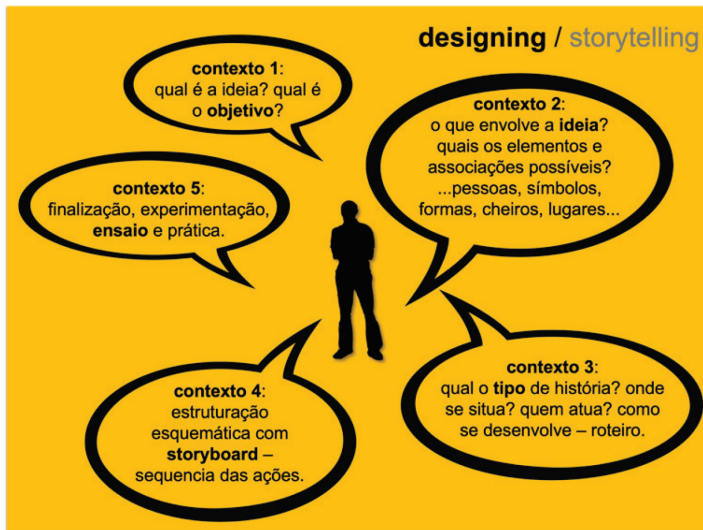 designing / storytelling
contexto 1:
qual é a ideia? qual é
o objetivo?
contexto 2:
o que envolve a ideia?
quais os elementos e
associações possíveis?
...pessoas, símbolos,
formas, cheiros, lugares...
contexto 3:
qual o tipo de história? onde
se situa? quem atua? como
se desenvolve – roteiro.
contexto 4:
estruturação
esquemática com
storyboard –
sequencia das ações.
contexto 5:
finalização, experimentação,
ensaio e prática.